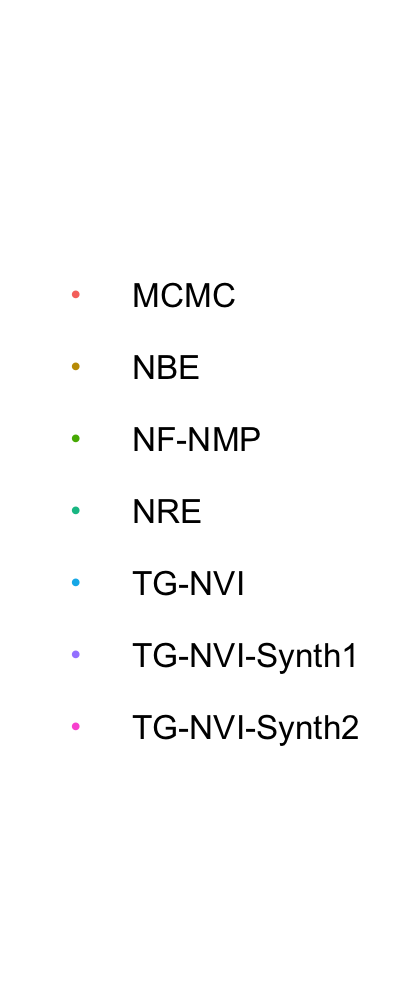 MCMC
NBE
NF-NMP
NRE
TG-NVI
TG-NVI-Synth1
TG-NVI-Synth2